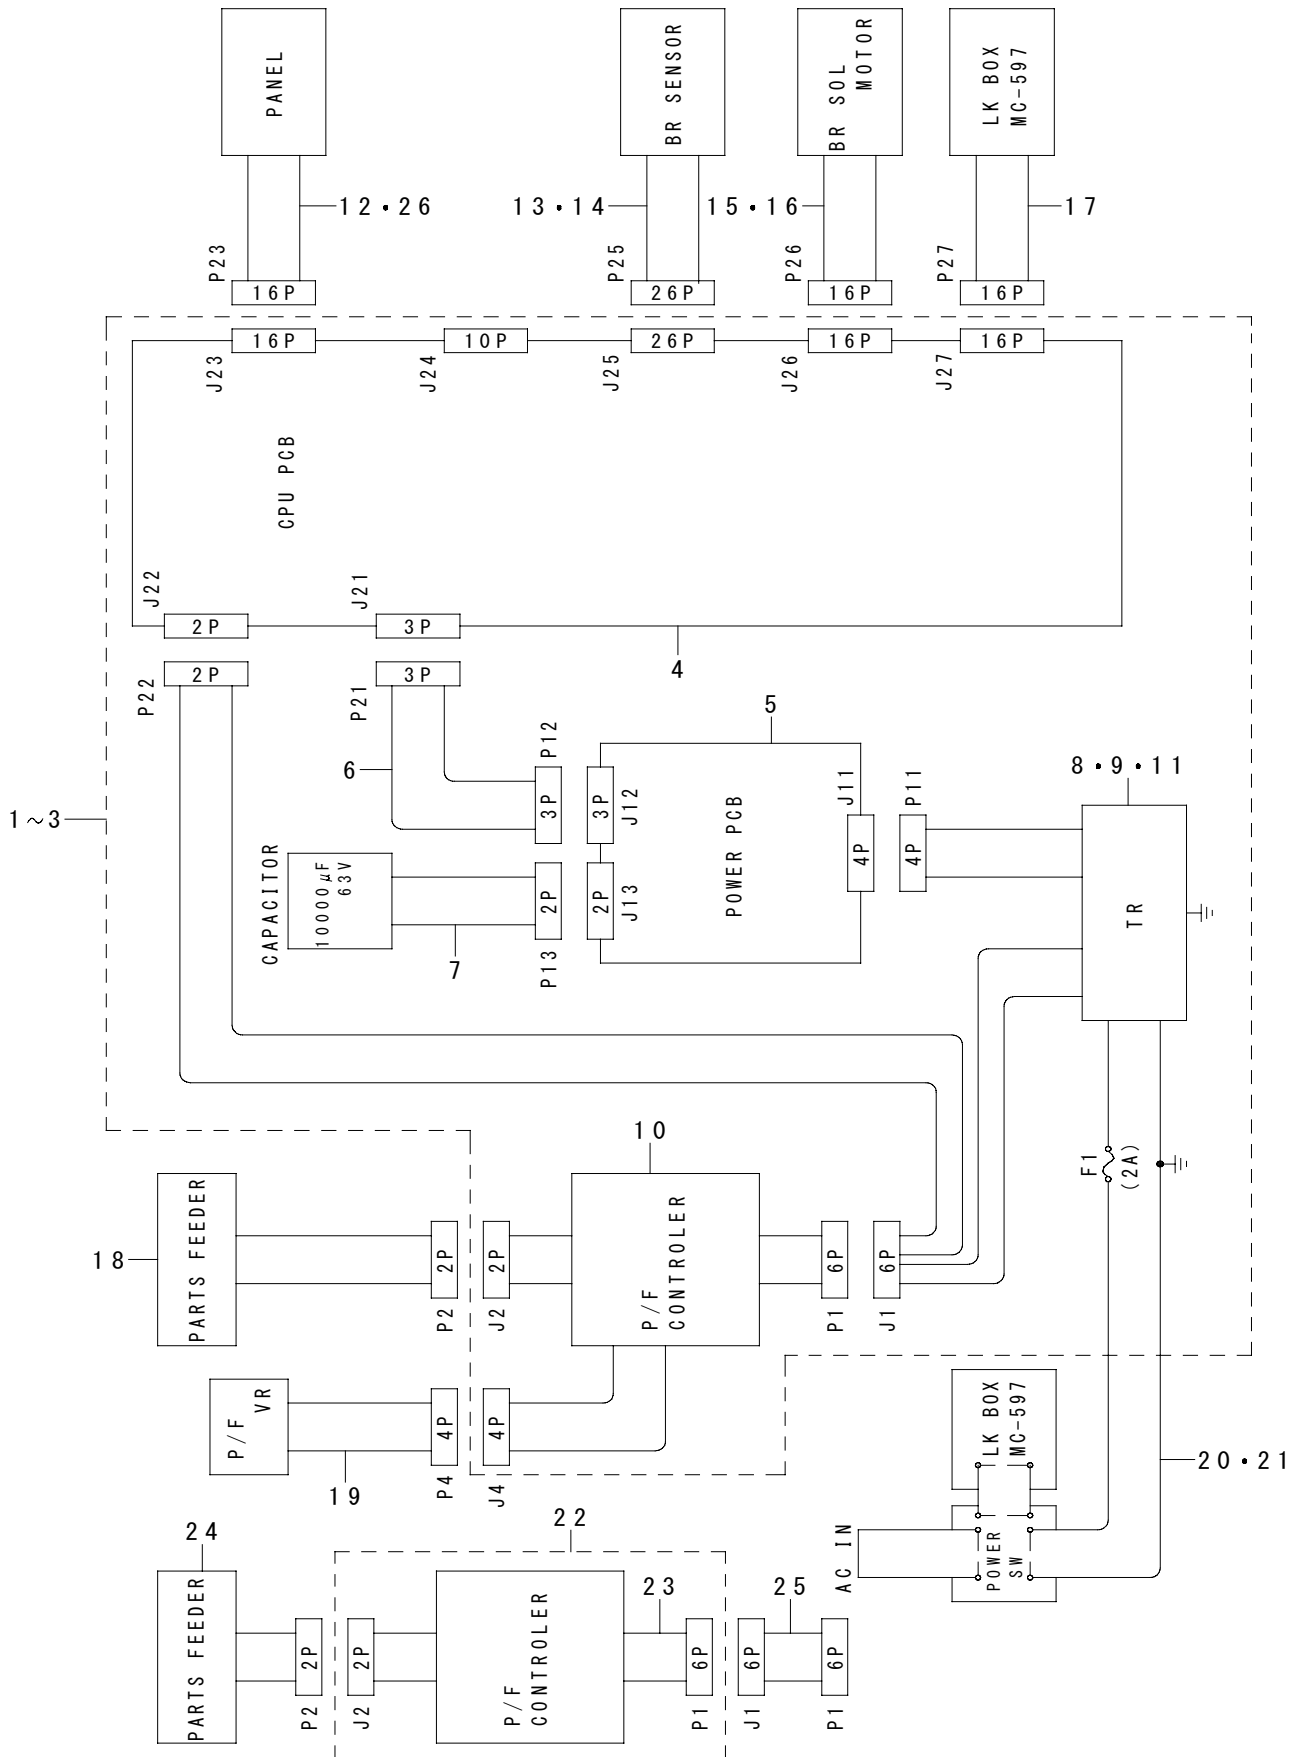 PANEL
BR SENSOR
BR SOL
MOTOR
LK BOX
MC-597
12・26
13・14
15・16
17
P23
P25
P26
P27
16P
26P
16P
16P
16P
10P
26P
16P
16P
J23
J24
J25
J26
J27
CPU PCB
J22
J21
2P
3P
2P
3P
P22
P21
4
5
6
P12
3P
3P
J12
J11
P11
8・9・11
1～3
CAPACITOR
10000μF
63V
7
P13
2P
2P
J13
POWER PCB
4P
4P
TR
10
F1
(2A)
18
PARTS FEEDER
2P
P2
2P
J2
P/F
CONTROLER
6P
P1
6P
J1
P/F
VR
19
4P
P4
4P
J4
LK BOX
MC-597
20・21
24
22
23
25
AC IN
POWER
SW
PARTS FEEDER
2P
P2
2P
J2
P/F
CONTROLER
6P
P1
6P
J1
6P
P1